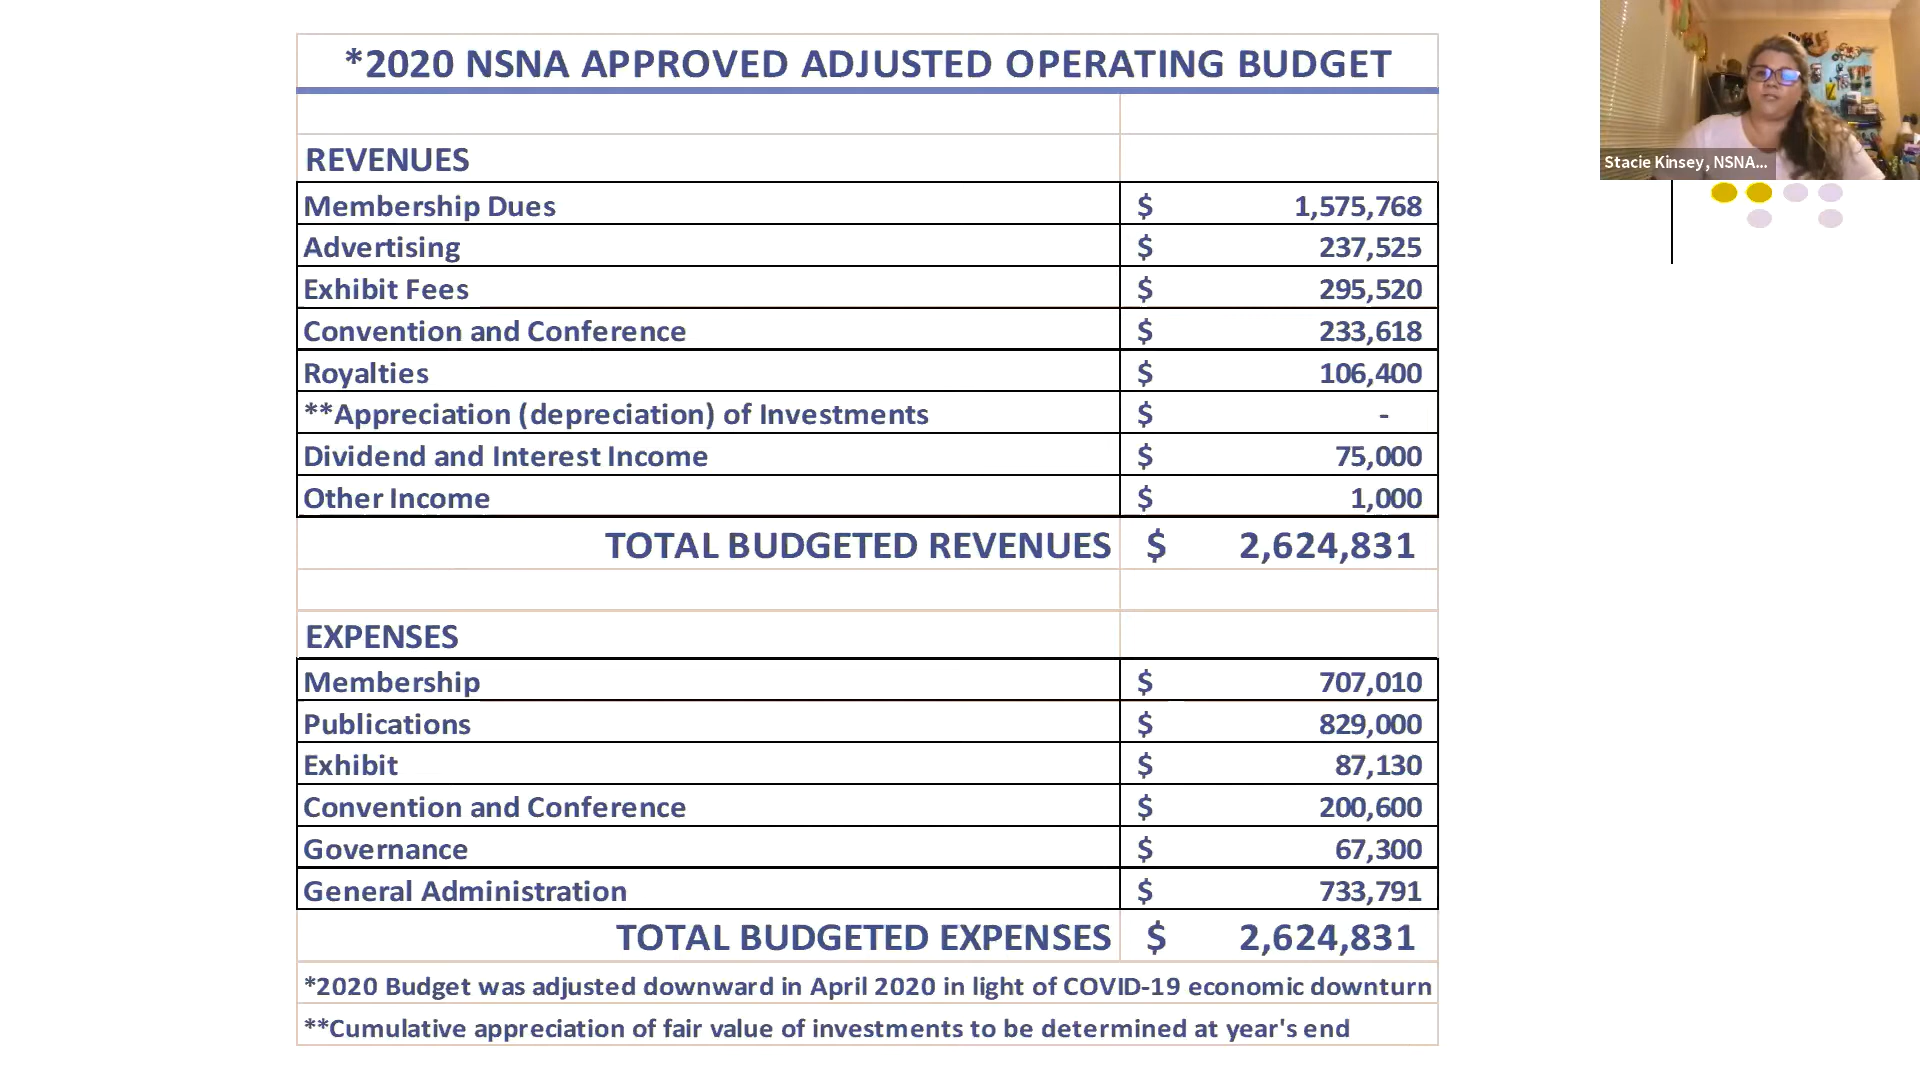 *2020 NSNA APPROVED ADJUSTED OPERATING BUDGET
REVENUES
Membership Dues $ 1,575,768
Advertising $ 237,525
Exhibit Fees $ 295,520
Convention and Conference $ 233,618
Royalties $ 106,400
**Appreciation (depreciation) of Investments $ -
Dividend and Interest Income $ 75,000
Other Income $ 1,000
TOTAL BUDGETED REVENUES $ 2,624,831
EXPENSES
Membership $ 707,010
Publications $ 829,000
Exhibit $ 87,130
Convention and Conference $ 200,600
Governance $ 67,300
General Administration $ 733,791
TOTAL BUDGETED EXPENSES $ 2,624,831
*2020 Budget was adjusted downward in April 2020 in light of COVID-19 economic downturn
**Cumulative appreciation of fair value of investments to be determined at year's end
Stacie Kinsey, NSNA...